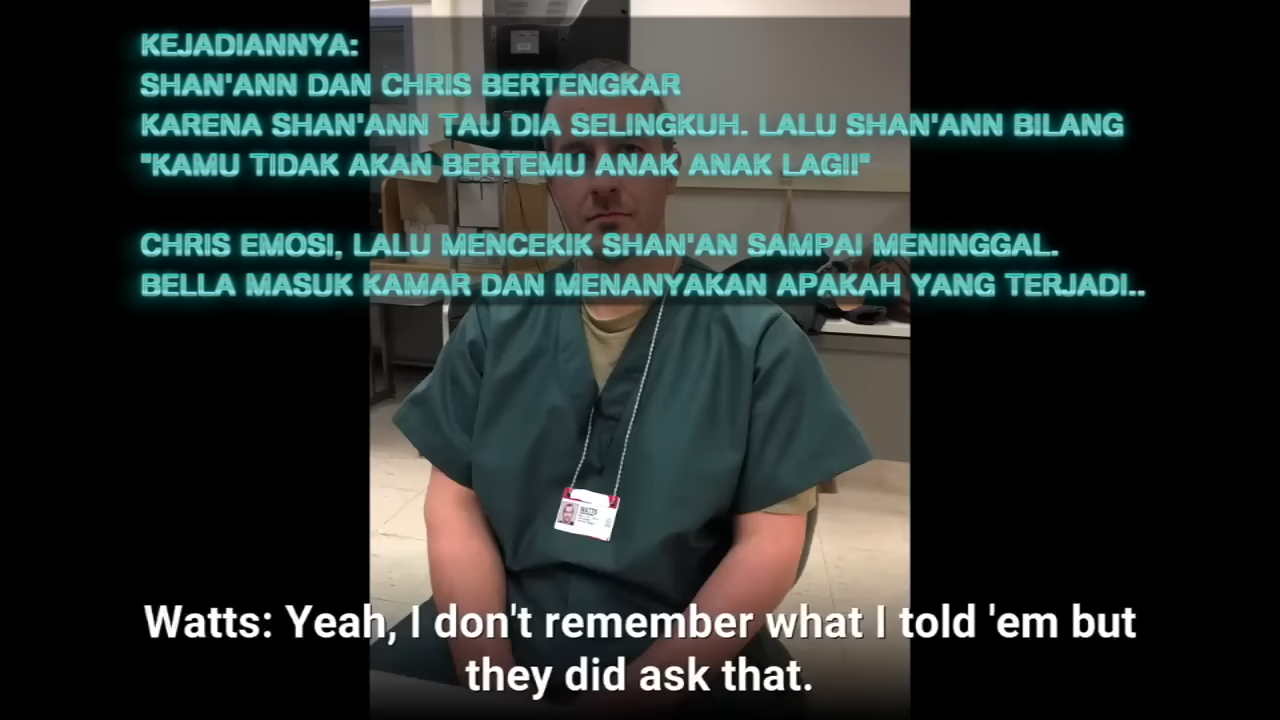 KEJADIANNYA:
SHAN'ANN DAN CHRIS BERTENGKAR
KARENA SHAN'ANN TAU DIA SELINGKUH. LALU SHAN'ANN BILANG
"KAMU TIDAK AKAN BERTEMU ANAK ANAK LAGI!"
CHRIS EMOSI, LALU MENCEKIK SHAN'AN SAMPAI MENINGGAL.
BELLA MASUK KAMAR DAN MENANYAKAN APAKAH YANG TERJADI..
WATTS
Watts: Yeah, I don't remember what I told 'em but
they did ask that.